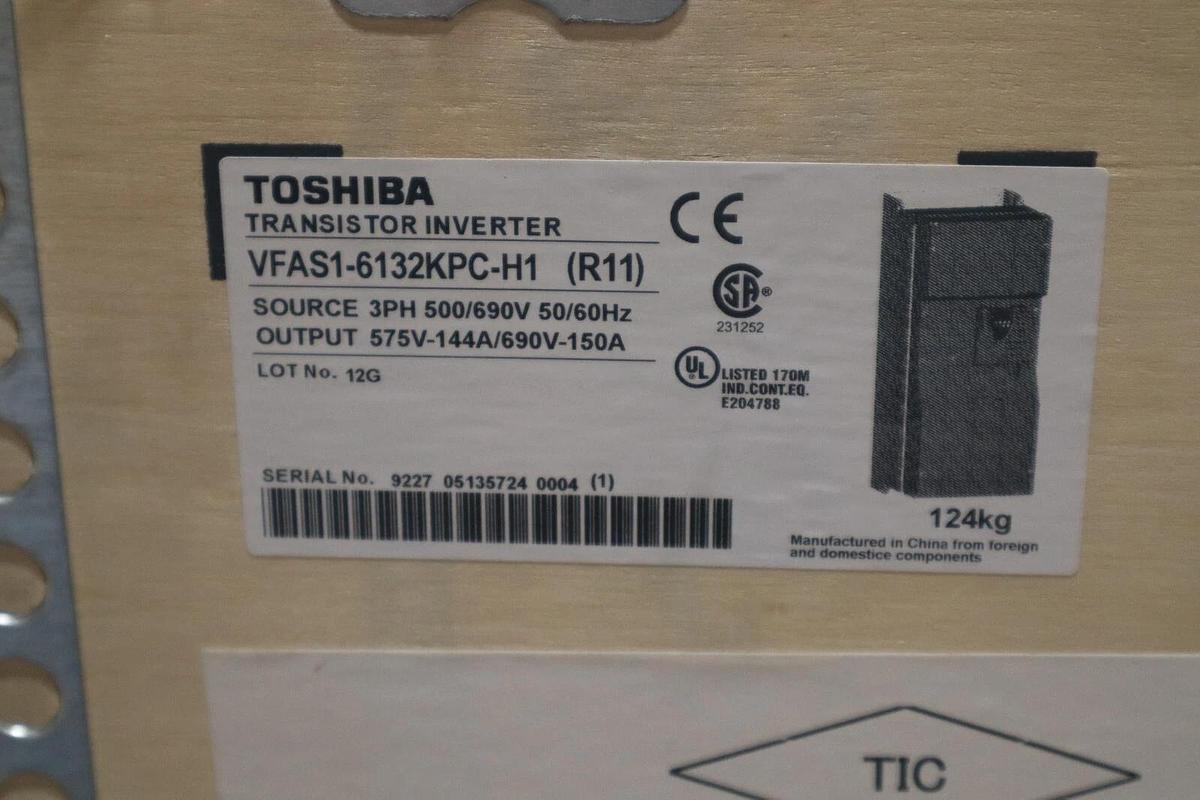 TOSHIBA
TRANSISTOR INVERTER
VFAS1-6132KPC-H1 (R11)
SOURCE 3PH 500/690V 50/60Hz
OUTPUT 575V-144A/690V-150A
LOT No. 12G
SERIAL No. 9227 05135724 0004 (1)
CE
SA ®
231252
UL ®
LISTED 170M
IND.CONT.EQ.
E204788
124kg
Manufactured in China from foreign
and domestice components
TIC